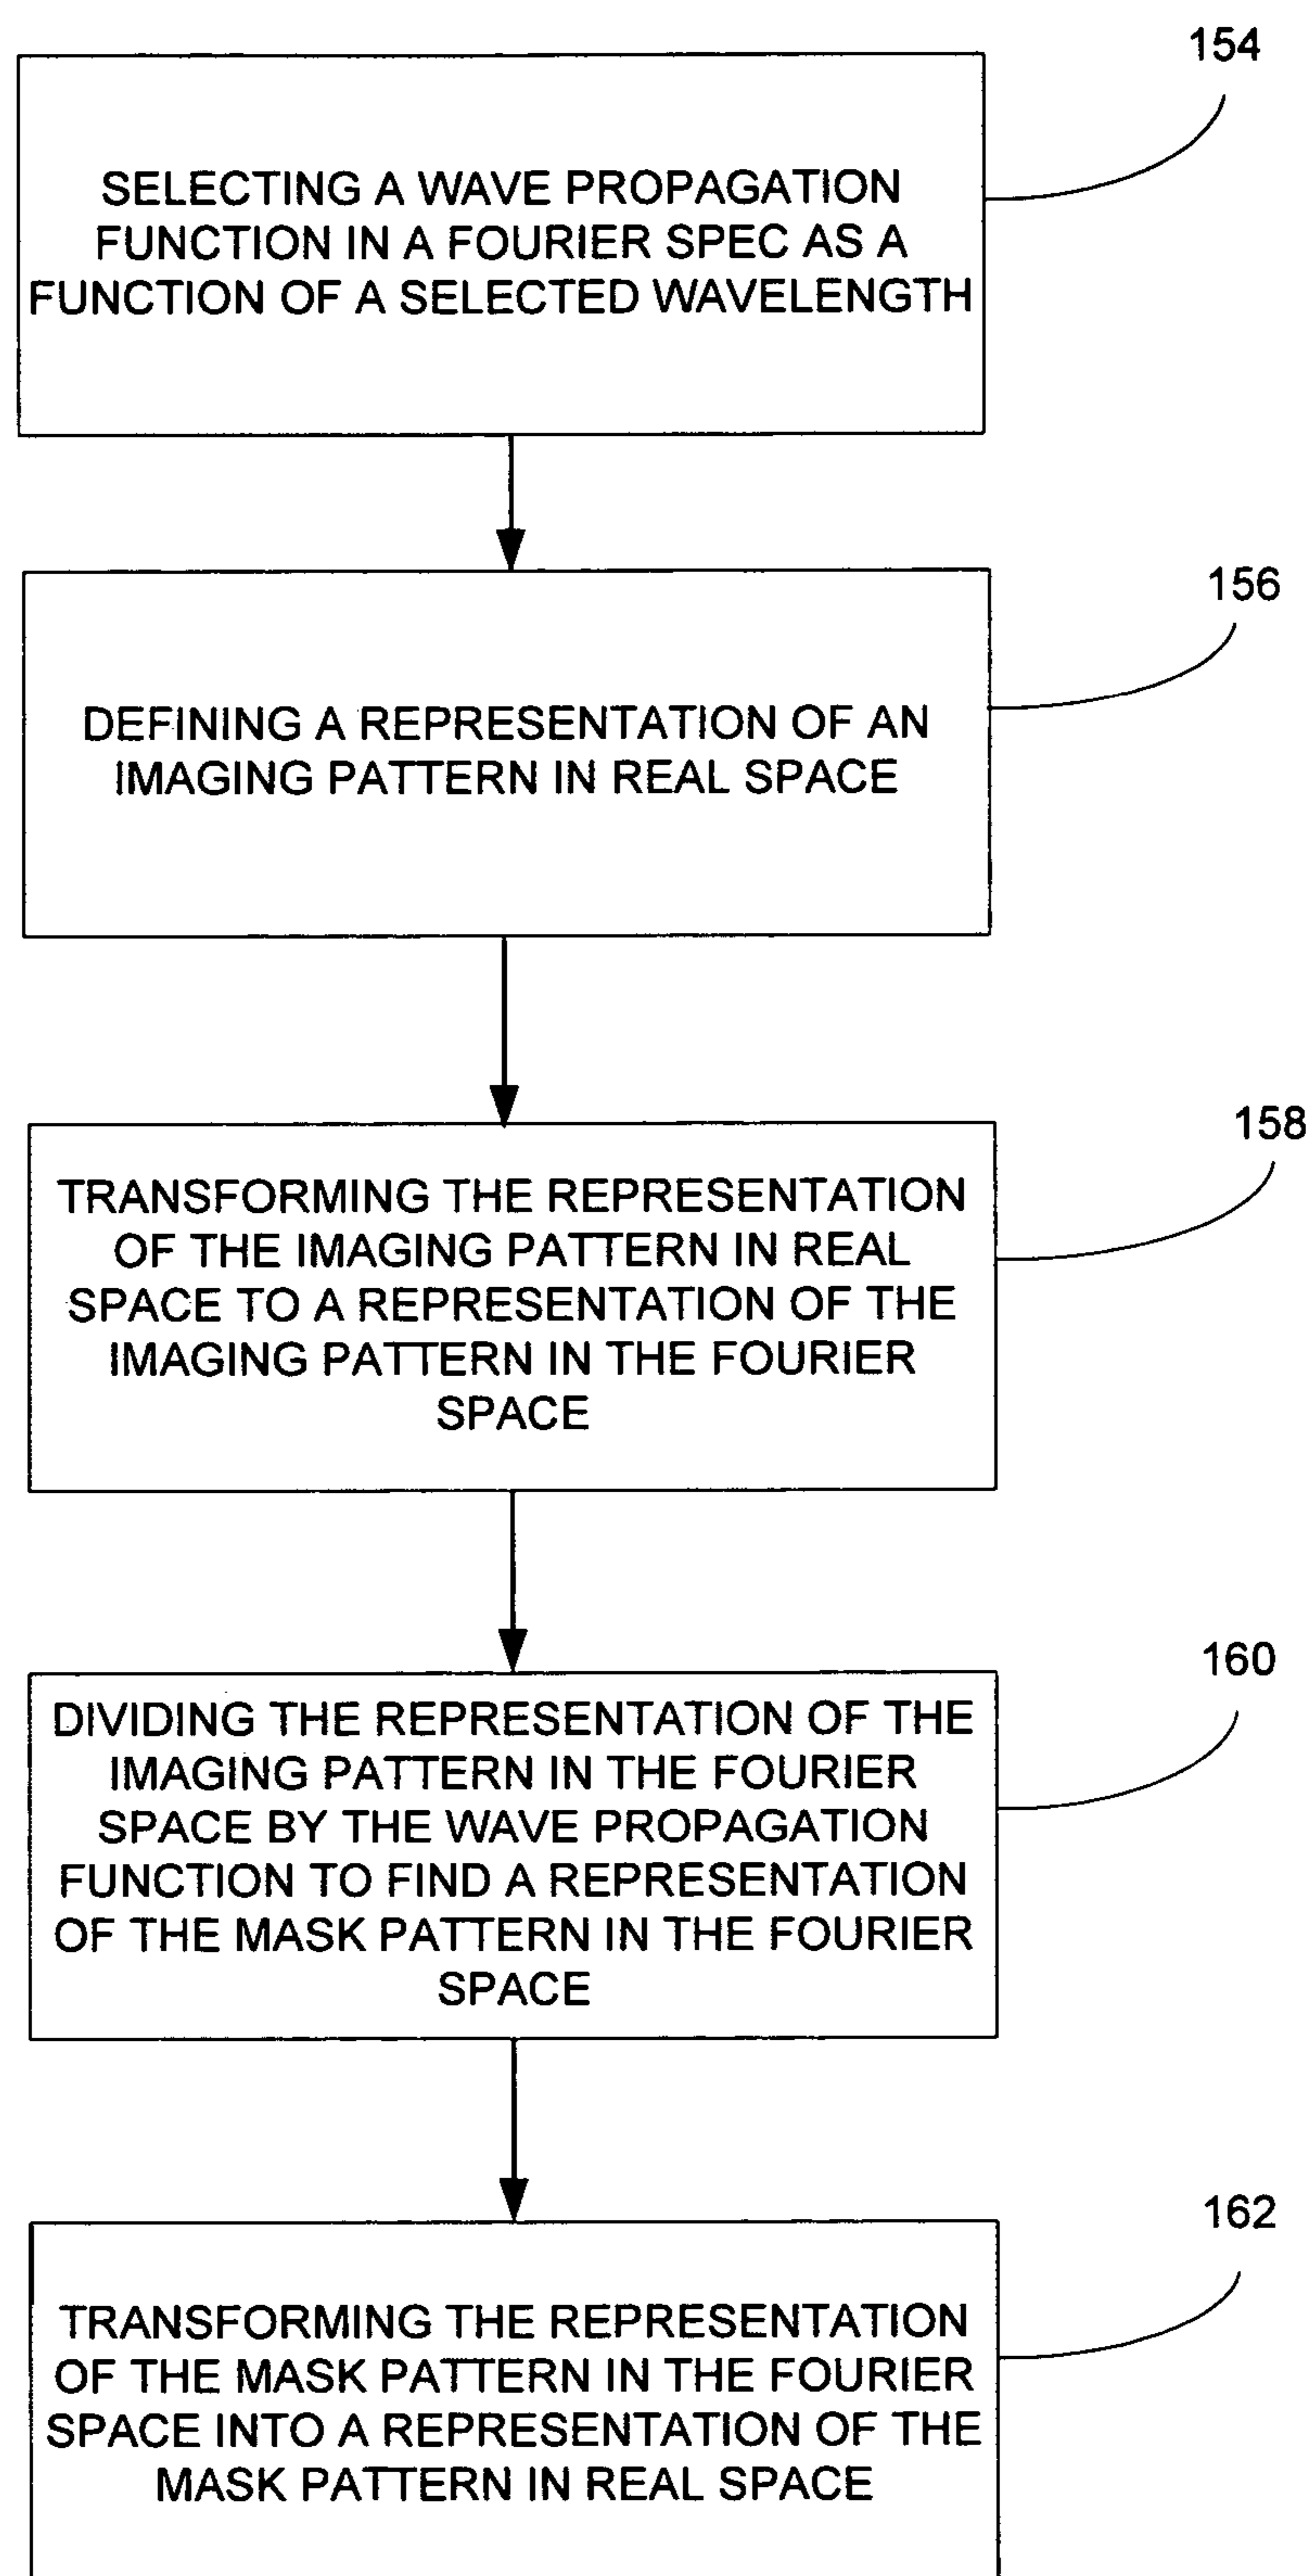 154
SELECTING A WAVE PROPAGATION
FUNCTION IN A FOURIER SPEC AS A
FUNCTION OF A SELECTED WAVELENGTH
156
DEFINING A REPRESENTATION OF AN
IMAGING PATTERN IN REAL SPACE
158
TRANSFORMING THE REPRESENTATION
OF THE IMAGING PATTERN IN REAL
SPACE TO A REPRESENTATION OF THE
IMAGING PATTERN IN THE FOURIER
SPACE
160
DIVIDING THE REPRESENTATION OF THE
IMAGING PATTERN IN THE FOURIER
SPACE BY THE WAVE PROPAGATION
FUNCTION TO FIND A REPRESENTATION
OF THE MASK PATTERN IN THE FOURIER
SPACE
162
TRANSFORMING THE REPRESENTATION
OF THE MASK PATTERN IN THE FOURIER
SPACE INTO A REPRESENTATION OF THE
MASK PATTERN IN REAL SPACE